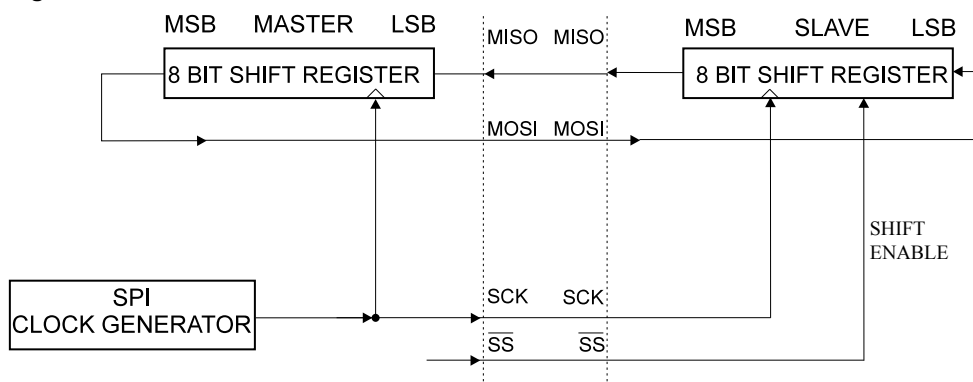 MSB MASTER LSB
MISO MISO
MSB SLAVE LSB
8 BIT SHIFT REGISTER
8 BIT SHIFT REGISTER
MOSI MOSI
SHIFT
ENABLE
SPI
CLOCK GENERATOR
SCK SCK
SS SS